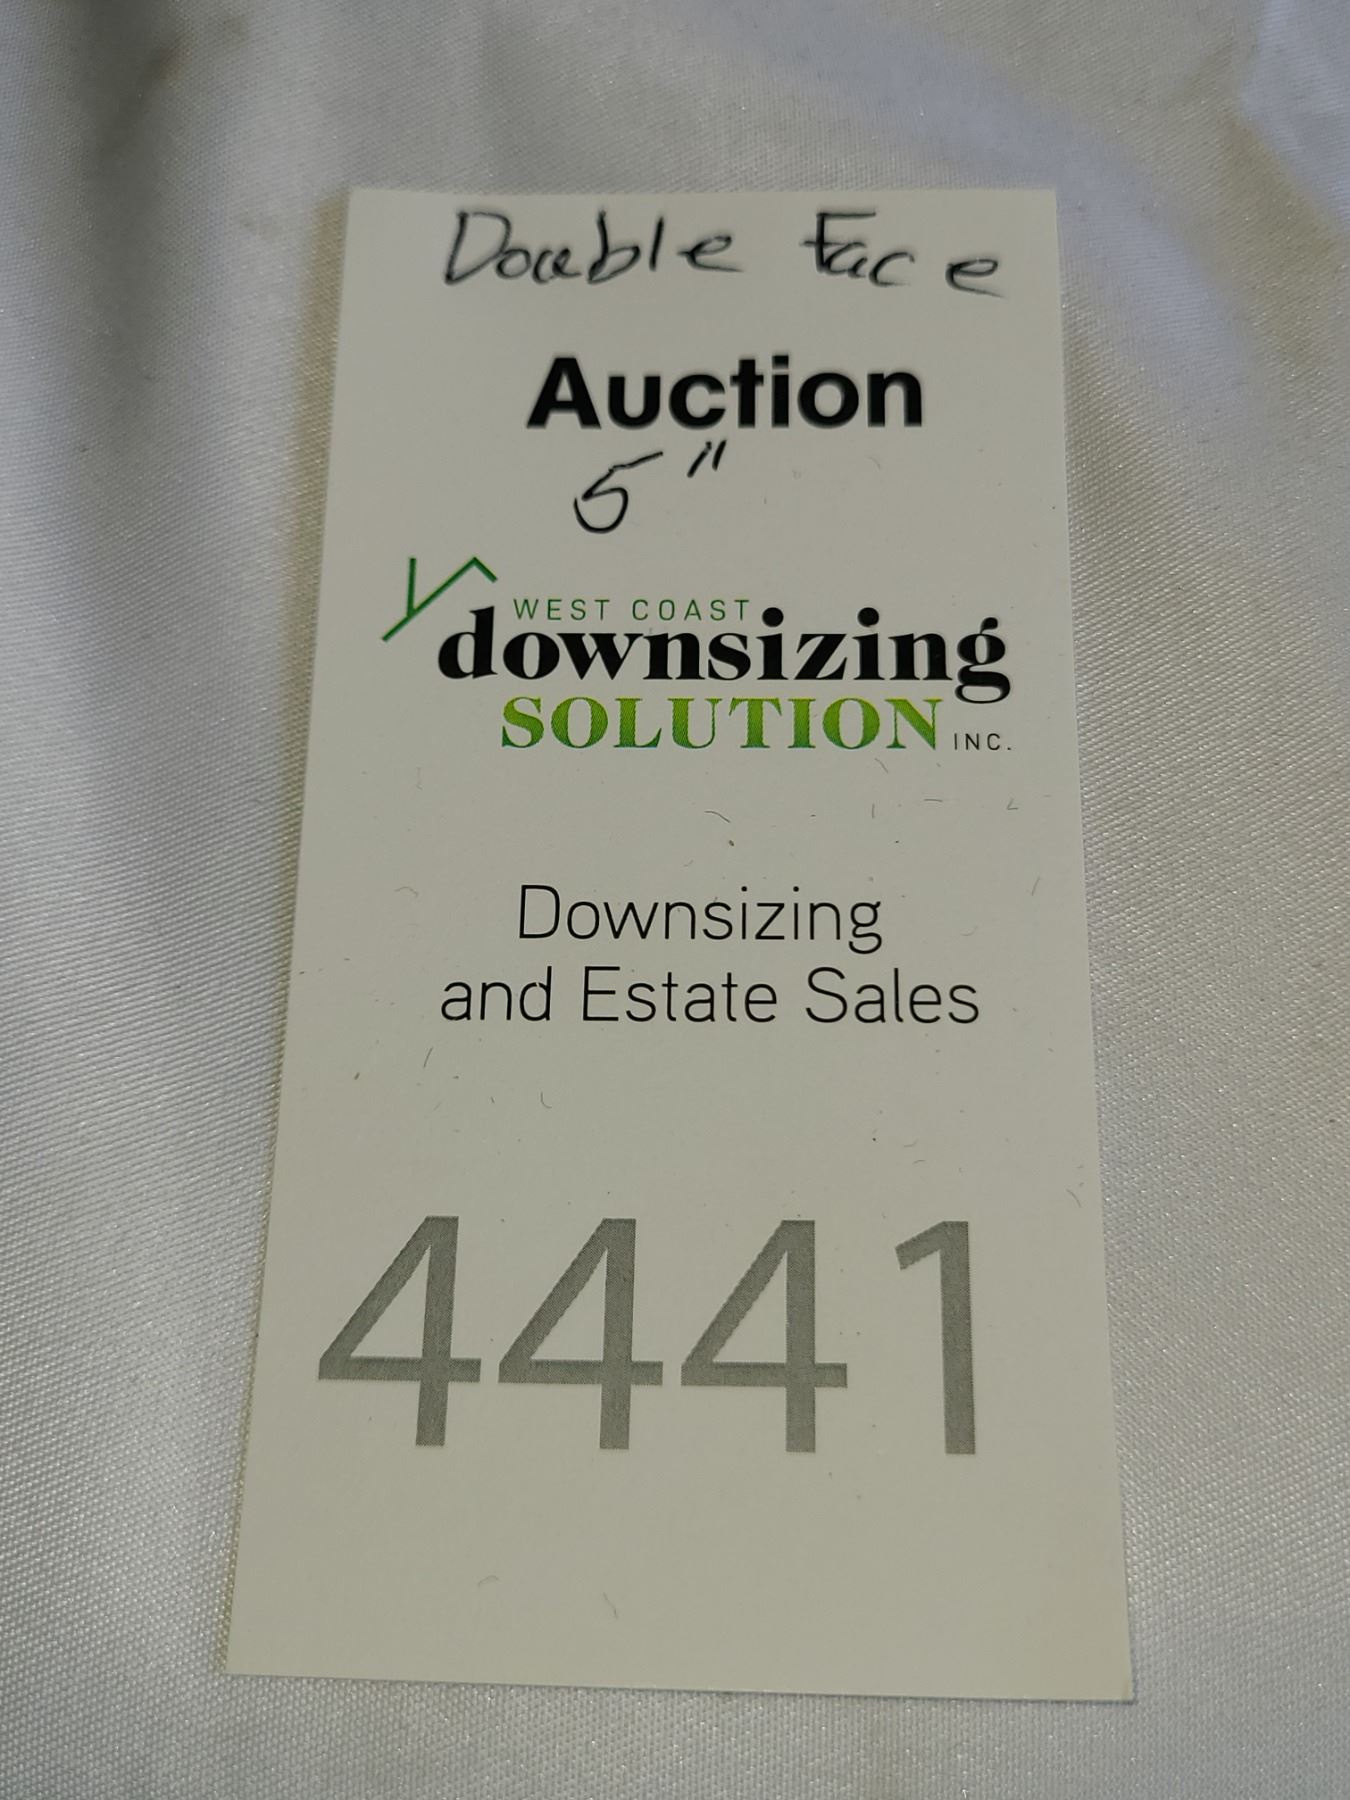 Double Face
Auction
5"
WEST COAST
downsizing
SOLUTION INC.
Downsizing
and Estate Sales
4441